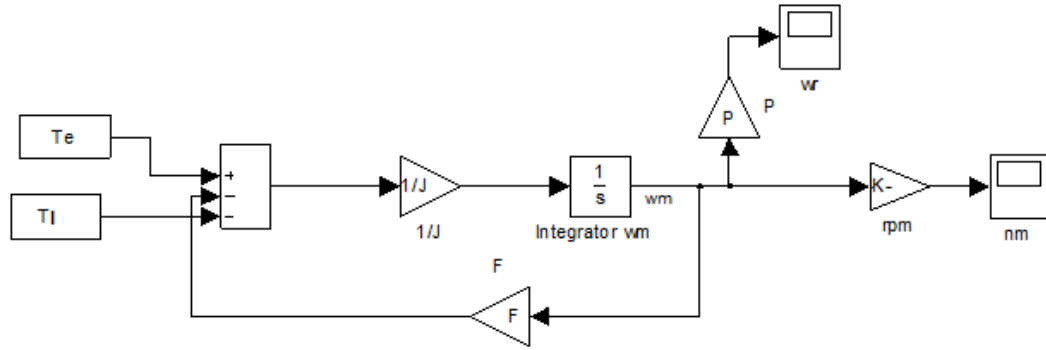 wr
P
P
Te
+
−
−
Tl
1/J
1/J
1
s
Integrator wm
wm
K-
rpm
nm
F
F